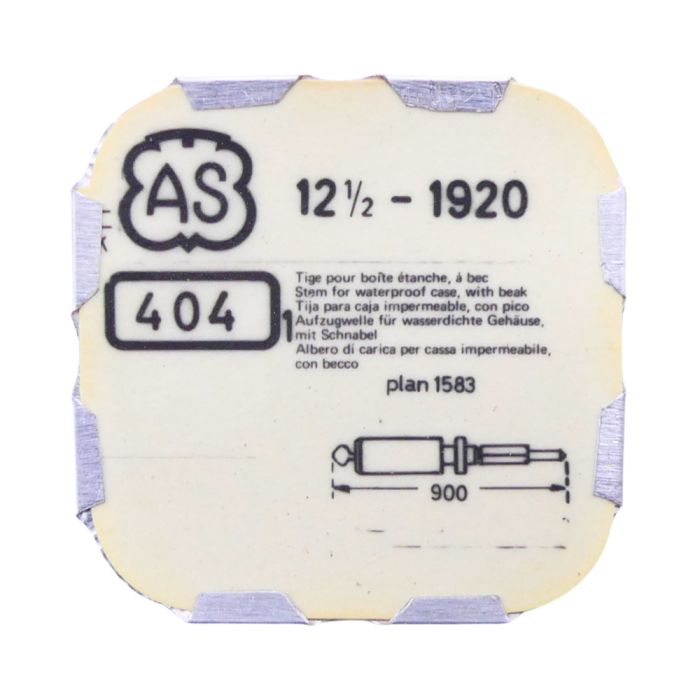 AS
12 ½ - 1920
404
1
Tige pour boîte étanche, à bec
Stem for waterproof case, with beak
Tija para caja impermeable, con pico
Aufzugwelle für wasserdichte Gehäuse,
mit Schnabel
Albero di carica per cassa impermeabile,
con becco
plan 1583
900